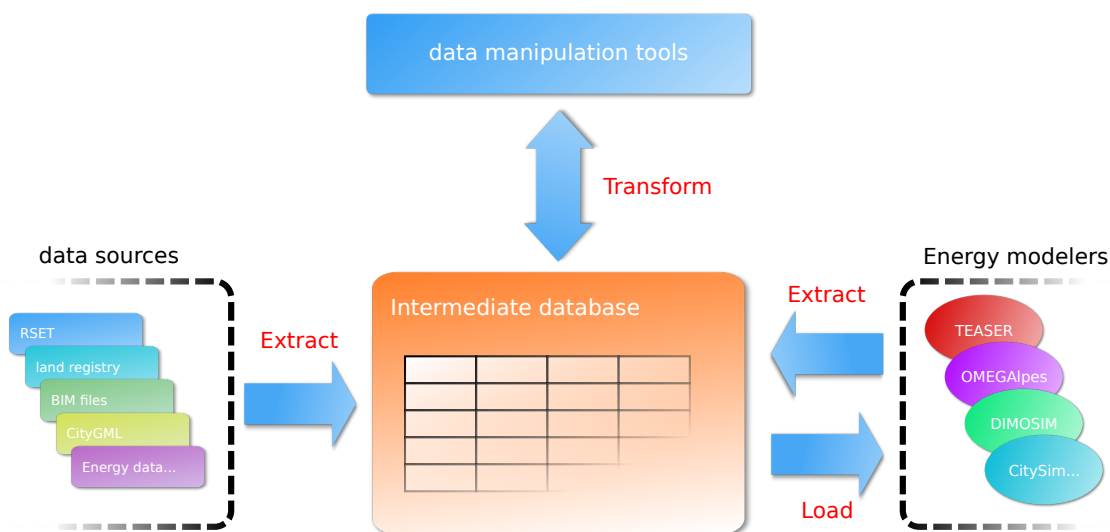 data manipulation tools
Transform
data sources
Energy modelers
RSET
land registry
BIM files
CityGML
Energy data...
Extract
Intermediate database
Extract
Load
TEASER
OMEGAlpes
DIMOSIM
CitySim...